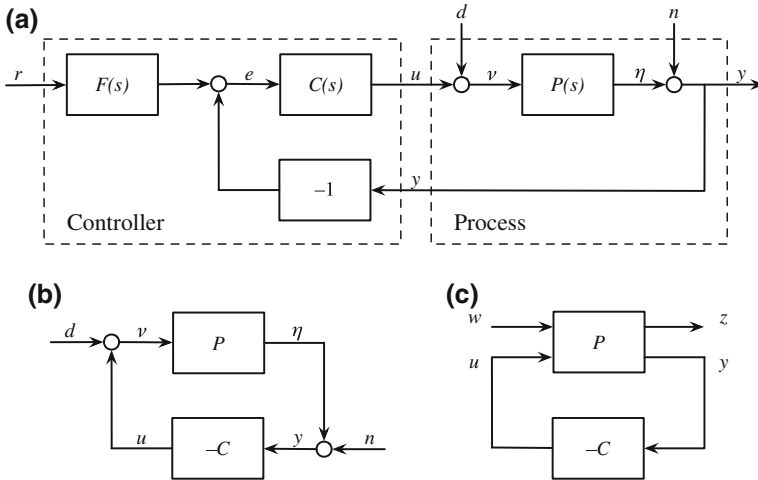 (a)
d n
r F(s) e C(s) u ν P(s) η y
–1 y
Controller Process
(b) (c)
d ν P η w P z
u y
u –C y n –C